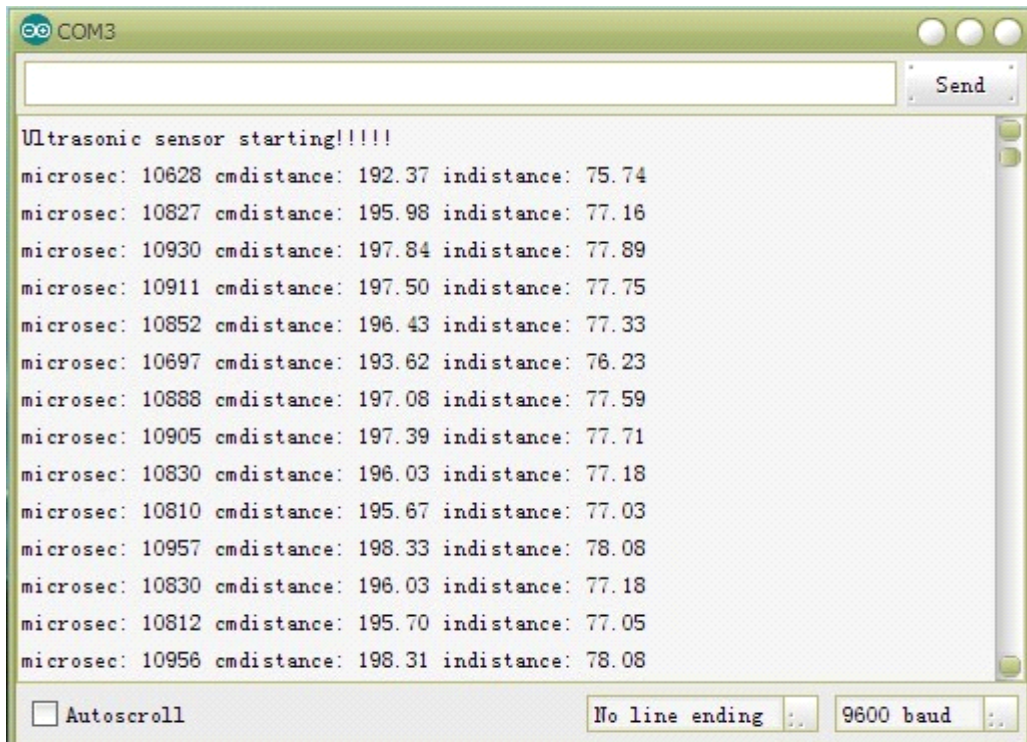 COM3
Send
Ultrasonic sensor starting!!!!!
microsec: 10628 cmdistance: 192.37 indistance: 75.74
microsec: 10827 cmdistance: 195.98 indistance: 77.16
microsec: 10930 cmdistance: 197.84 indistance: 77.89
microsec: 10911 cmdistance: 197.50 indistance: 77.75
microsec: 10852 cmdistance: 196.43 indistance: 77.33
microsec: 10697 cmdistance: 193.62 indistance: 76.23
microsec: 10888 cmdistance: 197.08 indistance: 77.59
microsec: 10905 cmdistance: 197.39 indistance: 77.71
microsec: 10830 cmdistance: 196.03 indistance: 77.18
microsec: 10810 cmdistance: 195.67 indistance: 77.03
microsec: 10957 cmdistance: 198.33 indistance: 78.08
microsec: 10830 cmdistance: 196.03 indistance: 77.18
microsec: 10812 cmdistance: 195.70 indistance: 77.05
microsec: 10956 cmdistance: 198.31 indistance: 78.08
Autoscroll No line ending 9600 baud